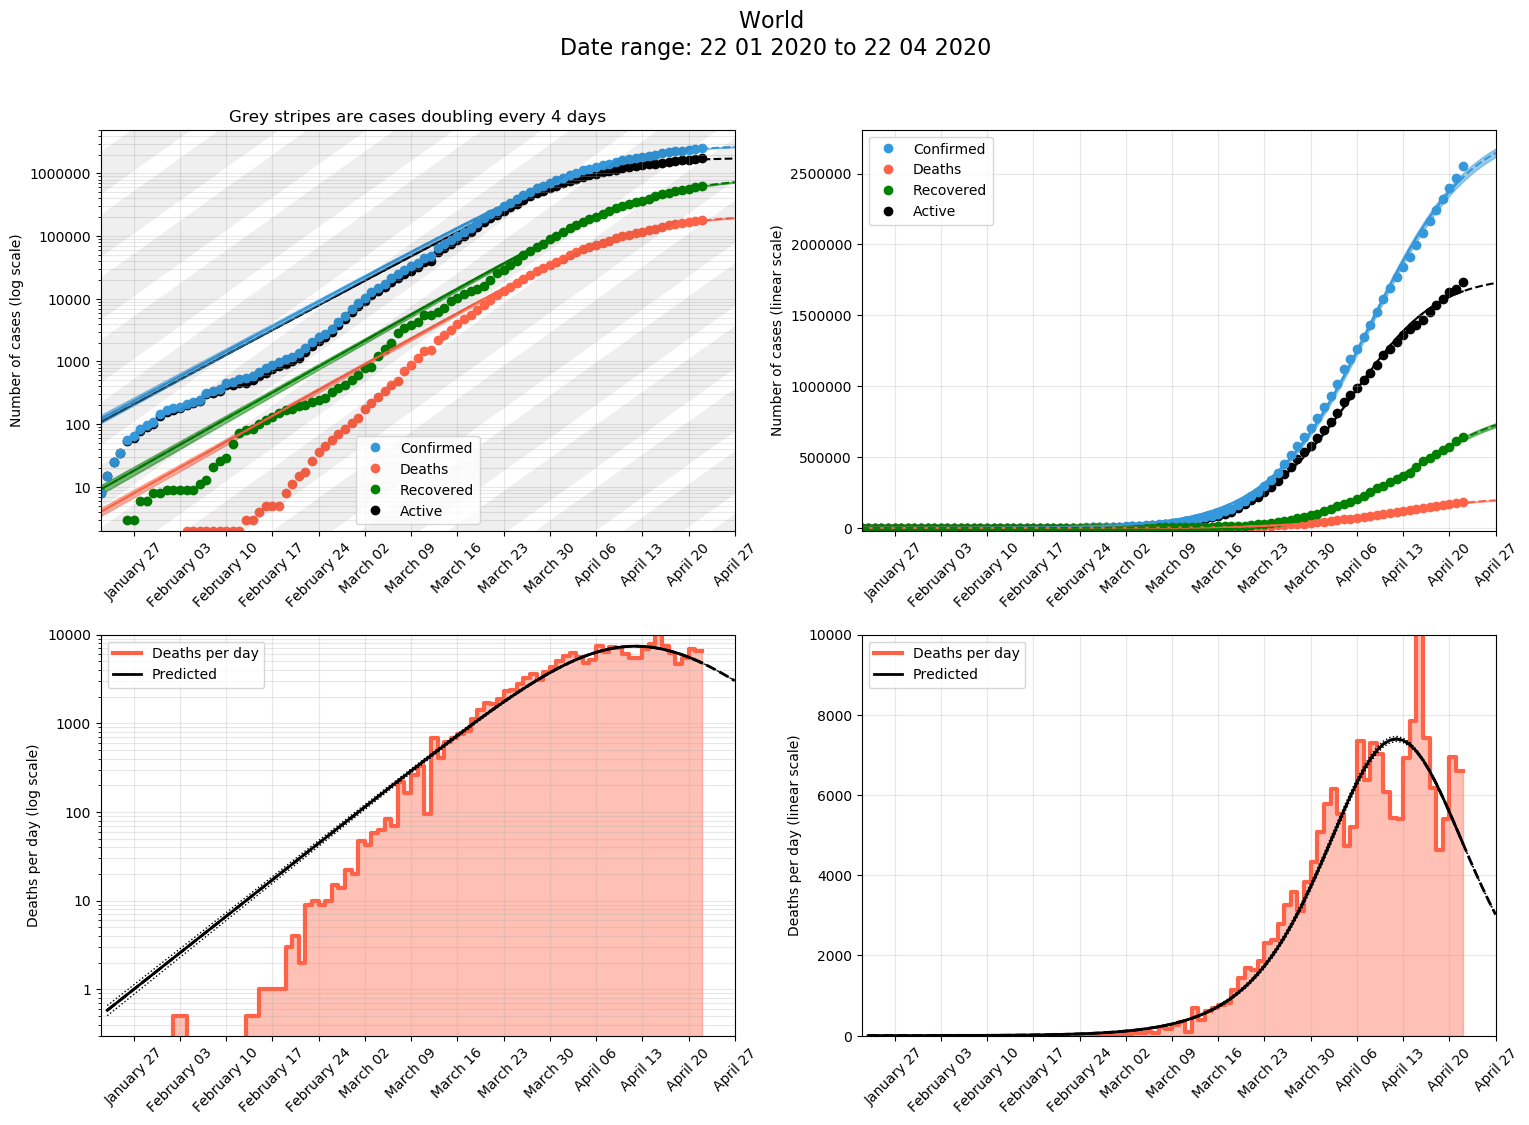 World
Date range: 22 01 2020 to 22 04 2020
Grey stripes are cases doubling every 4 days
Number of cases (log scale)
1000000
100000
10000
1000
100
10
Confirmed
Deaths
Recovered
Active
January 27
February 03
February 10
February 17
February 24
March 02
March 09
March 16
March 23
March 30
April 06
April 13
April 20
April 27
Number of cases (linear scale)
2500000
2000000
1500000
1000000
500000
0
Confirmed
Deaths
Recovered
Active
January 27
February 03
February 10
February 17
February 24
March 02
March 09
March 16
March 23
March 30
April 06
April 13
April 20
April 27
Deaths per day (log scale)
10000
1000
100
10
1
Deaths per day
Predicted
January 27
February 03
February 10
February 17
February 24
March 02
March 09
March 16
March 23
March 30
April 06
April 13
April 20
April 27
Deaths per day (linear scale)
10000
8000
6000
4000
2000
0
Deaths per day
Predicted
January 27
February 03
February 10
February 17
February 24
March 02
March 09
March 16
March 23
March 30
April 06
April 13
April 20
April 27